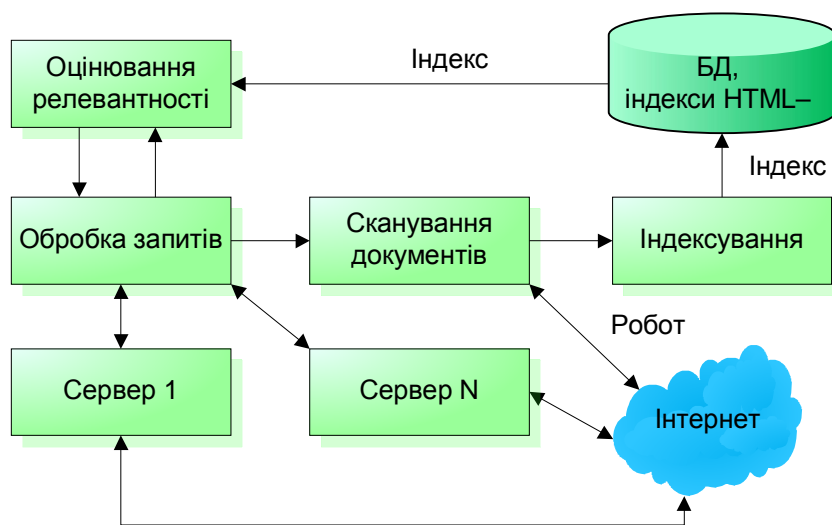 Оцінювання
релевантності
Індекс
БД,
індекси HTML–
Індекс
Обробка запитів
Сканування
документів
Індексування
Робот
Сервер 1
Сервер N
Інтернет